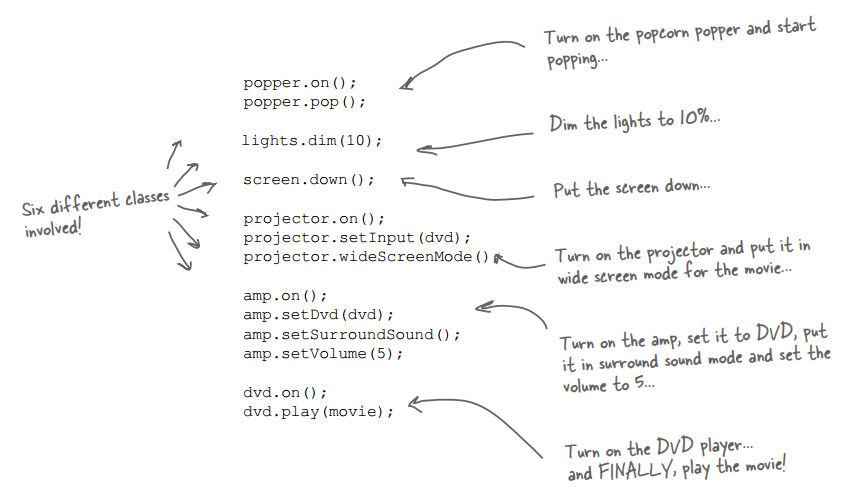 Turn on the popcorn popper and start
popping...
popper.on();
popper.pop();
Dim the lights to 10%...
lights.dim(10);
Six different classes
involved!
screen.down();
Put the screen down...
projector.on();
projector.setInput(dvd);
projector.wideScreenMode()
Turn on the projector and put it in
wide screen mode for the movie...
amp.on();
amp.setDvd(dvd);
amp.setSurroundSound();
amp.setVolume(5);
Turn on the amp, set it to DVD, put
it in surround sound mode and set the
volume to 5...
dvd.on();
dvd.play(movie);
Turn on the DVD player...
and FINALLY, play the movie!